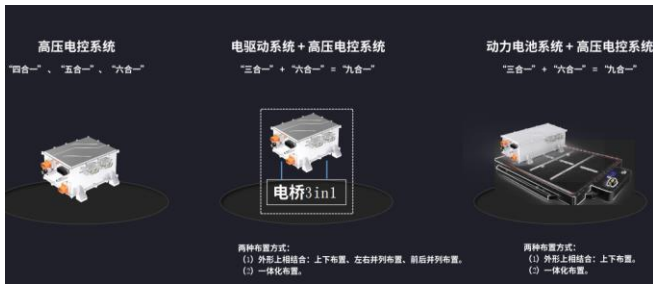 高压电控系统
“四合一”、“五合一”、“六合一”
电驱动系统+高压电控系统
“三合一” + “六合一” = “九合一”
电桥3in1
两种布置方式：
（1）外形上相结合：上下布置、左右并列布置、前后并列布置。
（2）一体化布置。
动力电池系统+高压电控系统
“三合一” + “六合一” = “九合一”
两种布置方式：
（1）外形上相结合：上下布置。
（2）一体化布置。